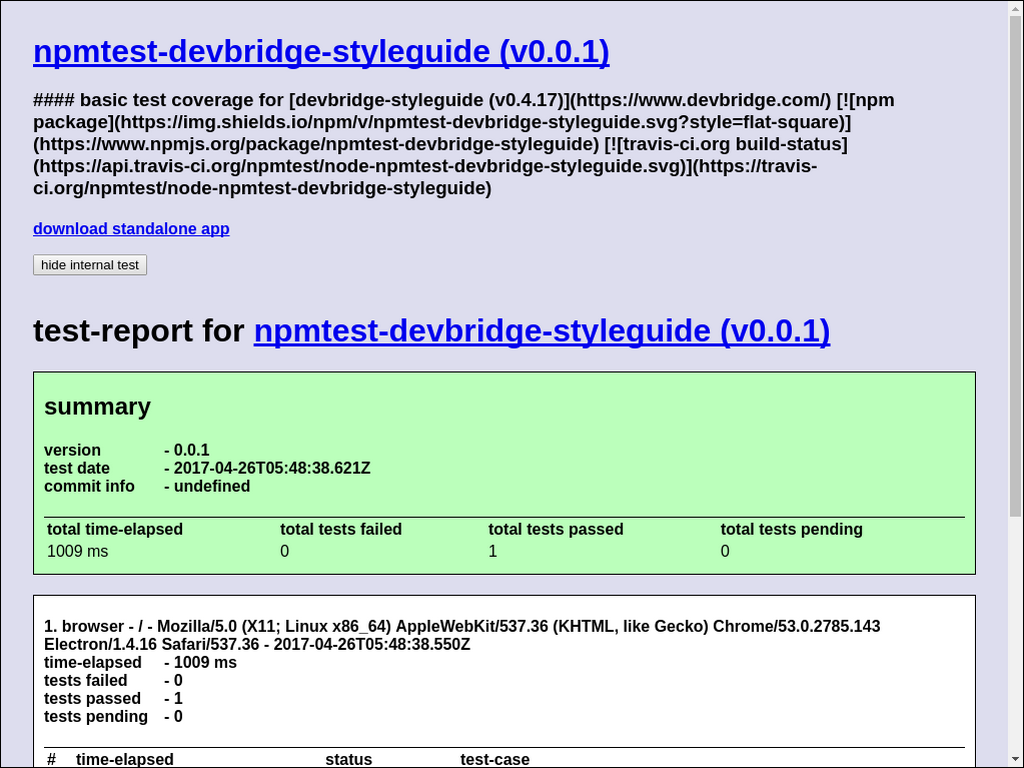 npmtest-devbridge-styleguide (v0.0.1)
#### basic test coverage for [devbridge-styleguide (v0.4.17)](https://www.devbridge.com/) [![npm
package](https://img.shields.io/npm/v/npmtest-devbridge-styleguide.svg?style=flat-square)]
(https://www.npmjs.org/package/npmtest-devbridge-styleguide) [![travis-ci.org build-status]
(https://api.travis-ci.org/npmtest/node-npmtest-devbridge-styleguide.svg)](https://travis-
ci.org/npmtest/node-npmtest-devbridge-styleguide)
download standalone app
hide internal test
test-report for npmtest-devbridge-styleguide (v0.0.1)
summary
version - 0.0.1
test date - 2017-04-26T05:48:38.621Z
commit info - undefined
total time-elapsed total tests failed total tests passed total tests pending
1009 ms 0 1 0
1. browser - / - Mozilla/5.0 (X11; Linux x86_64) AppleWebKit/537.36 (KHTML, like Gecko) Chrome/53.0.2785.143
Electron/1.4.16 Safari/537.36 - 2017-04-26T05:48:38.550Z
time-elapsed - 1009 ms
tests failed - 0
tests passed - 1
tests pending - 0
# time-elapsed status test-case